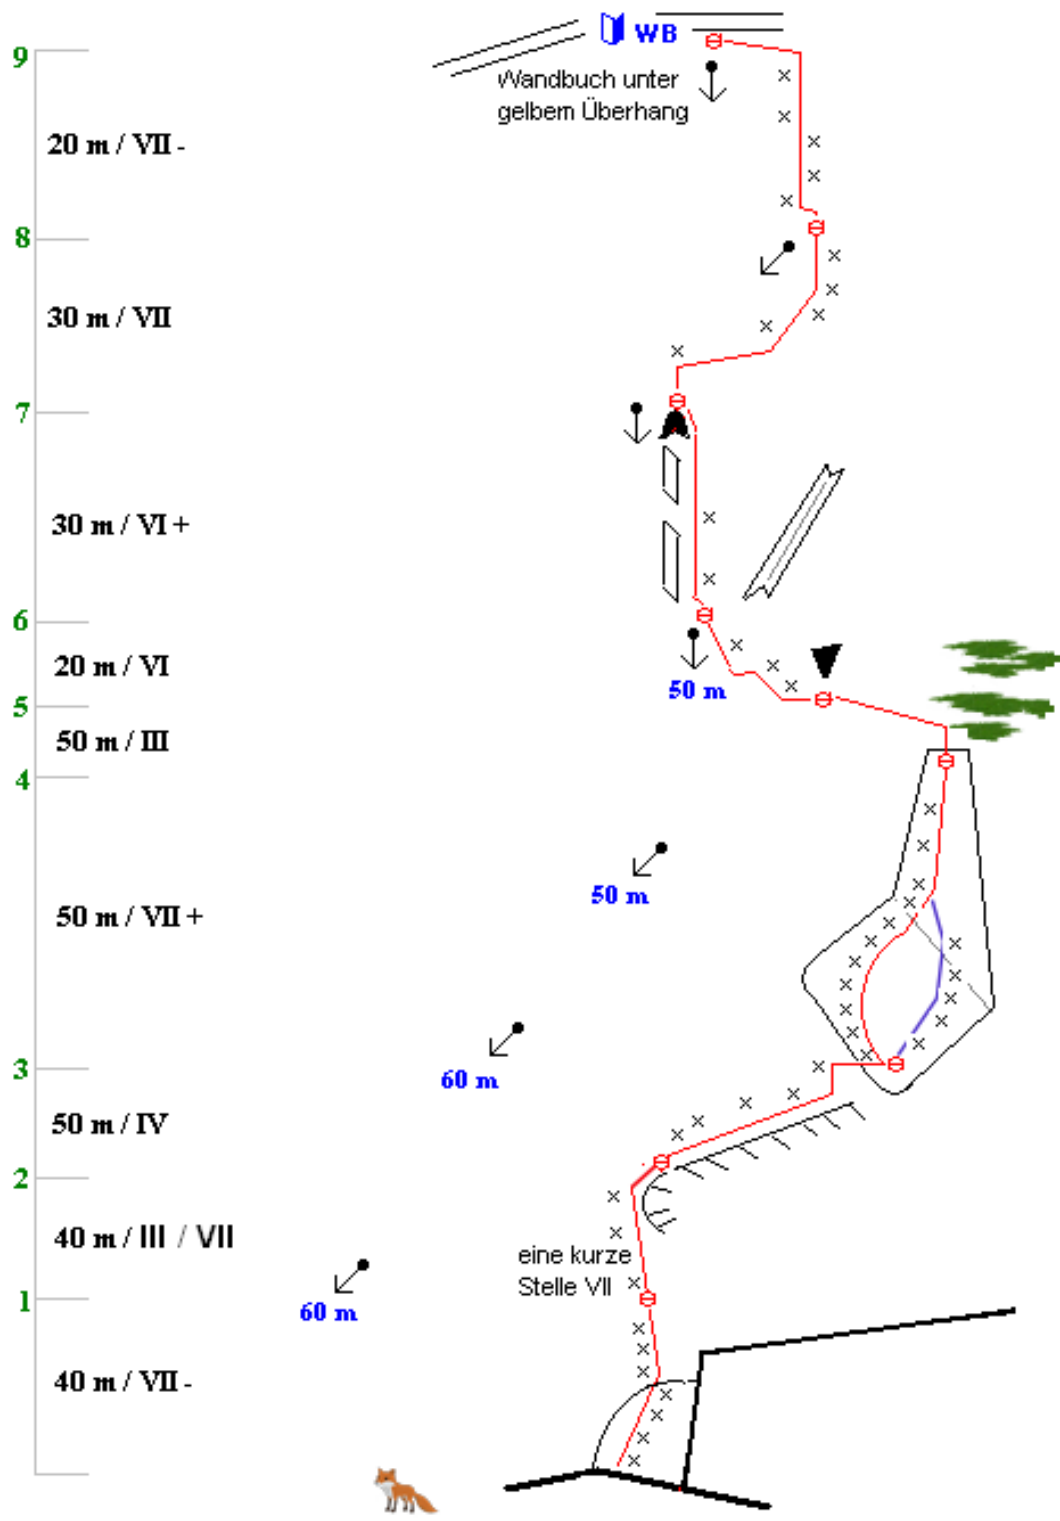 WB
9
Wandbuch unter
gelbem Überhang
20 m / VII -
8
30 m / VII
7
30 m / VI +
6
20 m / VI
50 m
5
50 m / III
4
50 m
50 m / VII +
3
60 m
50 m / IV
2
40 m / III / VII
eine kurze
Stelle VII
1
60 m
40 m / VII -